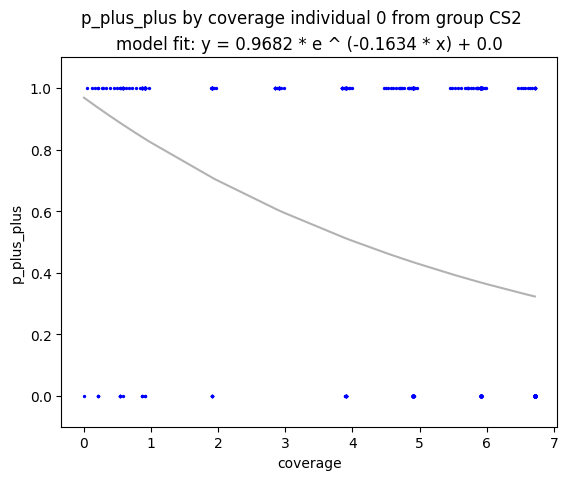 p_plus_plus by coverage individual 0 from group CS2
model fit: y = 0.9682 * e ^ (-0.1634 * x) + 0.0
1.0
0.8
0.6
0.4
0.2
0.0
p_plus_plus
0 1 2 3 4 5 6 7
coverage